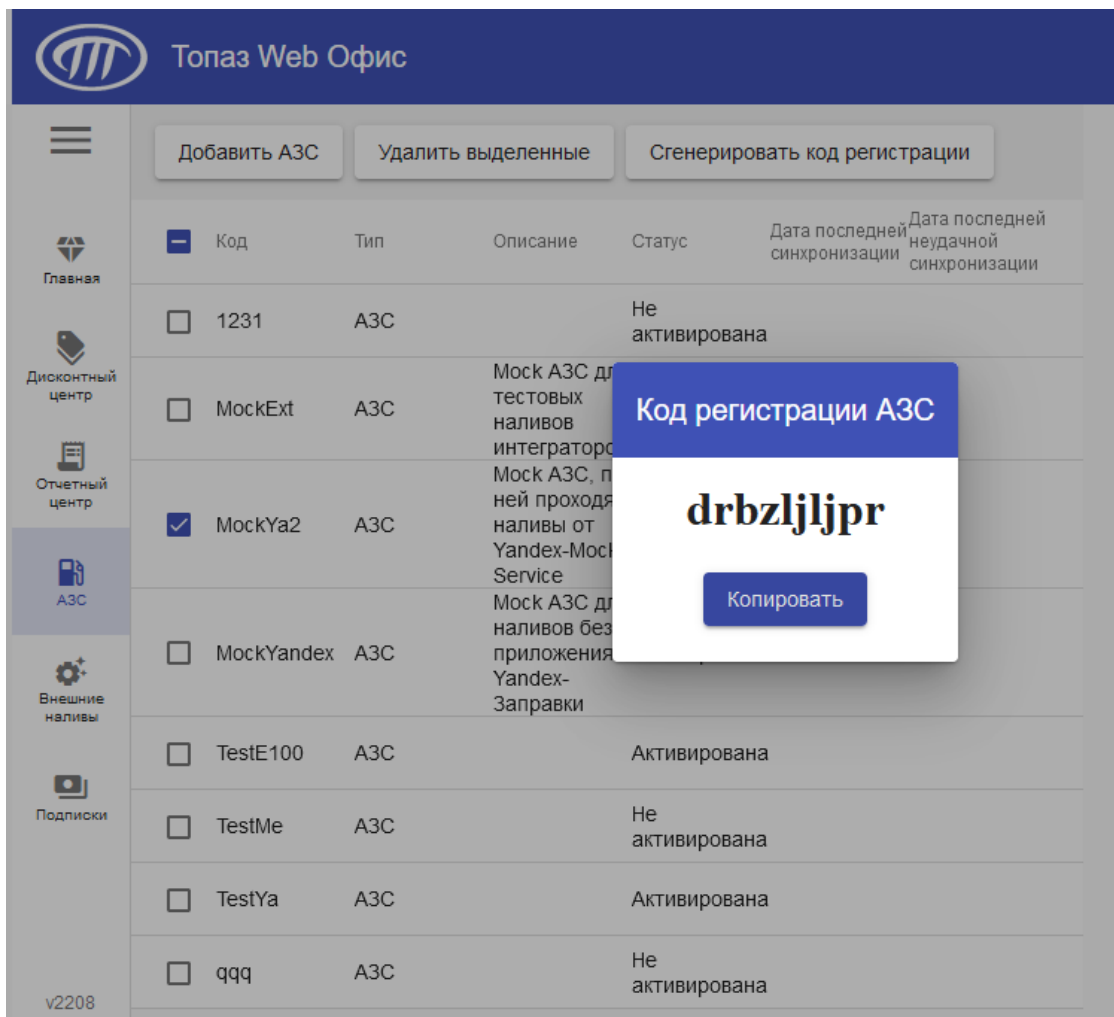 Топаз Web Офис
Добавить АЗС
Удалить выделенные
Сгенерировать код регистрации
Главная
Дисконтный
центр
Отчетный
центр
АЗС
Внешние
наливы
Подписки
v2208
Код
Тип
Описание
Статус
Дата последней
синхронизации
Дата последней
неудачной
синхронизации
1231
АЗС
Не
активирована
MockExt
АЗС
Mock АЗС
тестовых
наливов
MockYa2
АЗС
Mock АЗС,
ней
наливы от
Yandex-Mock
Service
MockYandex
АЗС
Mock АЗС
наливов без
приложения
Yandex-
Заправки
TestE100
АЗС
Активирована
TestMe
АЗС
Не
активирована
TestYa
АЗС
Активирована
qqq
АЗС
Не
активирована
Код регистрации АЗС
drbzljljpr
Копировать